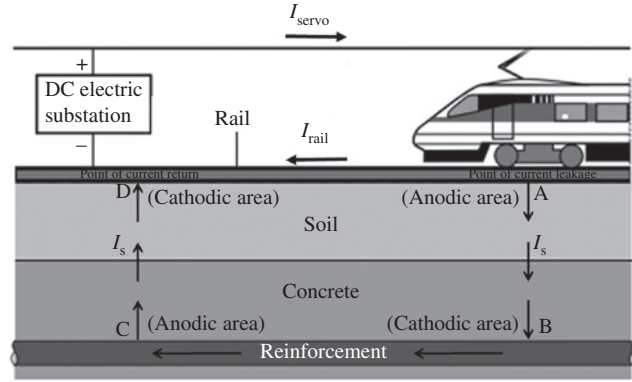 I_servo
+
DC electric
substation
−
Rail
I_rail
Point of current return
Point of current leakage
D
(Cathodic area)
(Anodic area)
A
Soil
I_s
I_s
Concrete
C
(Anodic area)
(Cathodic area)
B
Reinforcement